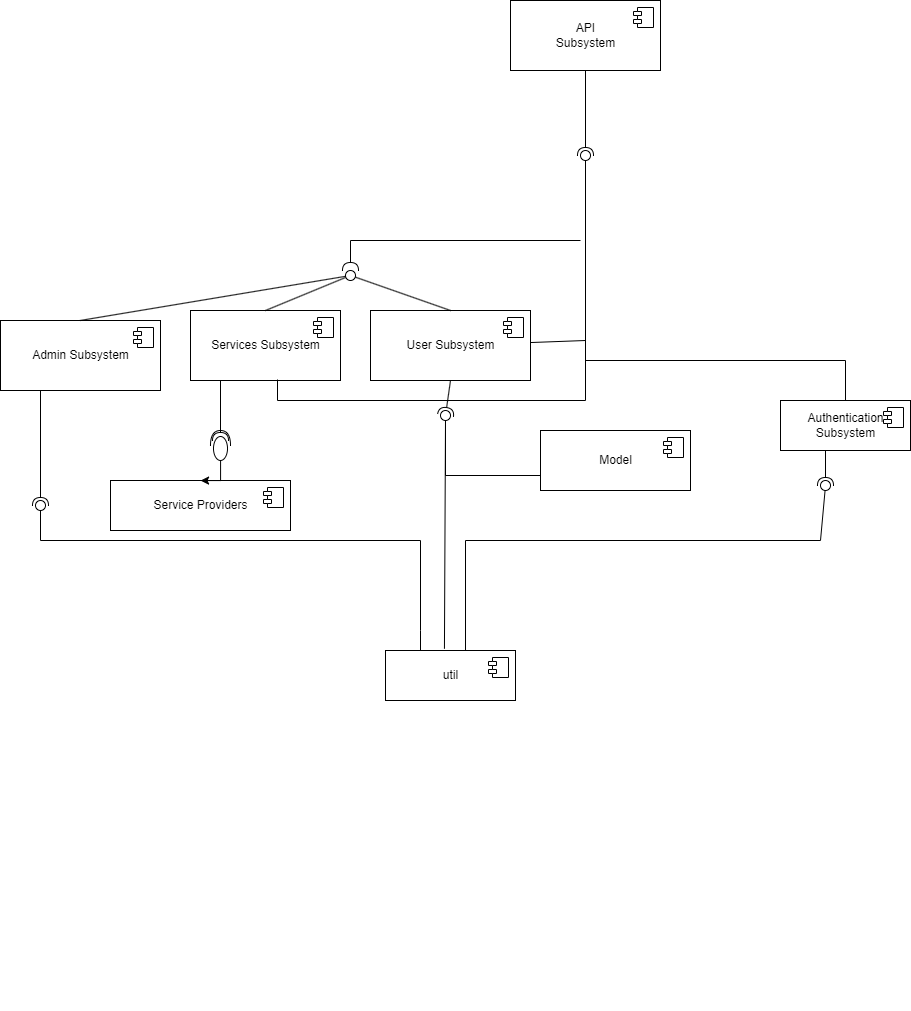 API
Subsystem
Admin Subsystem
Services Subsystem
User Subsystem
Authentication
Subsystem
Model
Service Providers
util